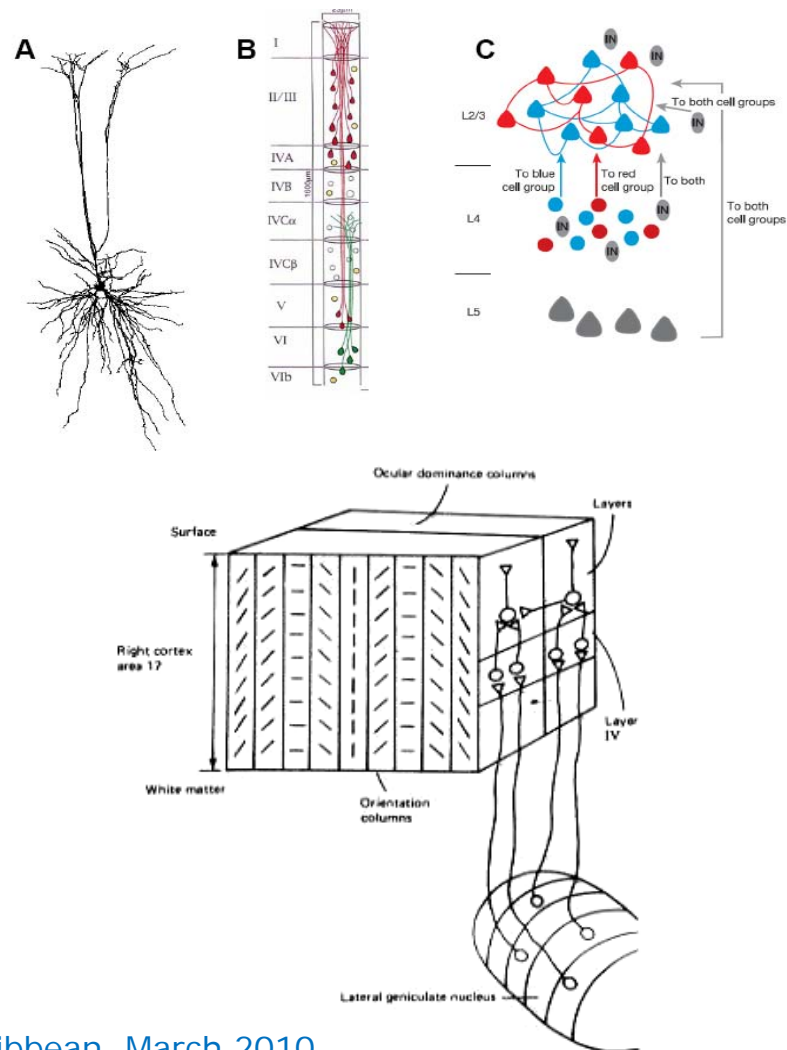 A
B
C
I
II/III
IVA
IVB
IVCα
IVCβ
V
VI
VIb
1000µm
IN
IN
To both cell groups
IN
L2/3
To blue
cell group
To red
cell group
To both
IN
IN
IN
L4
To both
cell groups
L5
Ocular dominance columns
Surface
Layers
Right cortex
area 17
Layer
IV
White matter
Orientation
columns
Lateral geniculate nucleus
ibbean, March 2010